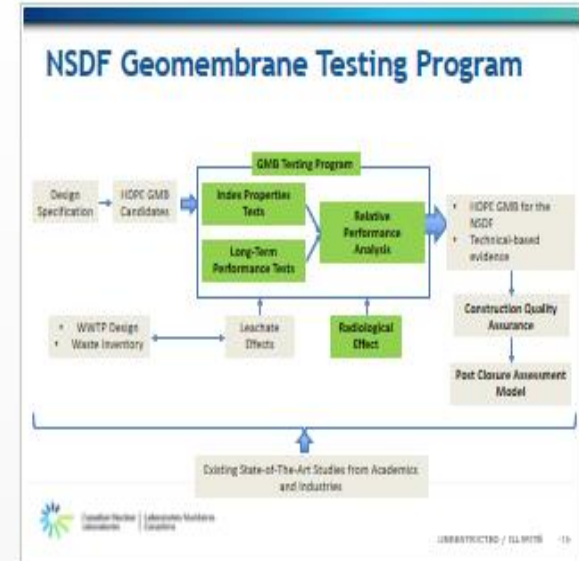 NSDF Geomembrane Testing Program
GMB Testing Program
Design
Specification
HDPE GMB
Candidates
Index Properties
Tests
Long-Term
Performance Tests
Relative
Performance
Analysis
• HDPE GMB for the
NSDF
• Technical-based
evidence
• WWTP Design
• Waste Inventory
Leachate
Effects
Radiological
Effect
Construction Quality
Assurance
Post Closure Assessment
Model
Existing State-of-The-Art Studies from Academics
and Industries
Canadian Nuclear | Laboratoires Nucléaires
Laboratories | Canadiens
UNRESTRICTED / ILLIMITÉ